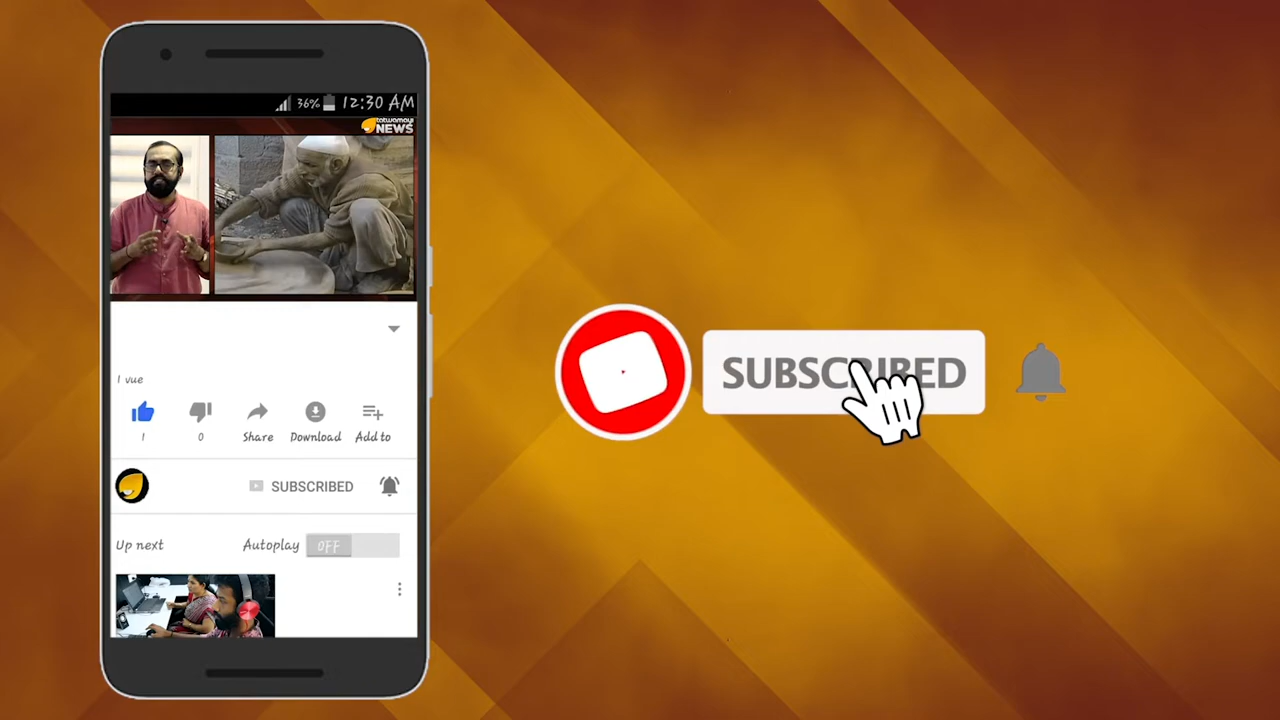 36% 12:30 AM
tatwamayi
NEWS
1 vue
1
0
Share
Download
Add to
SUBSCRIBED
Up next
Autoplay
OFF
SUBSCRIBED